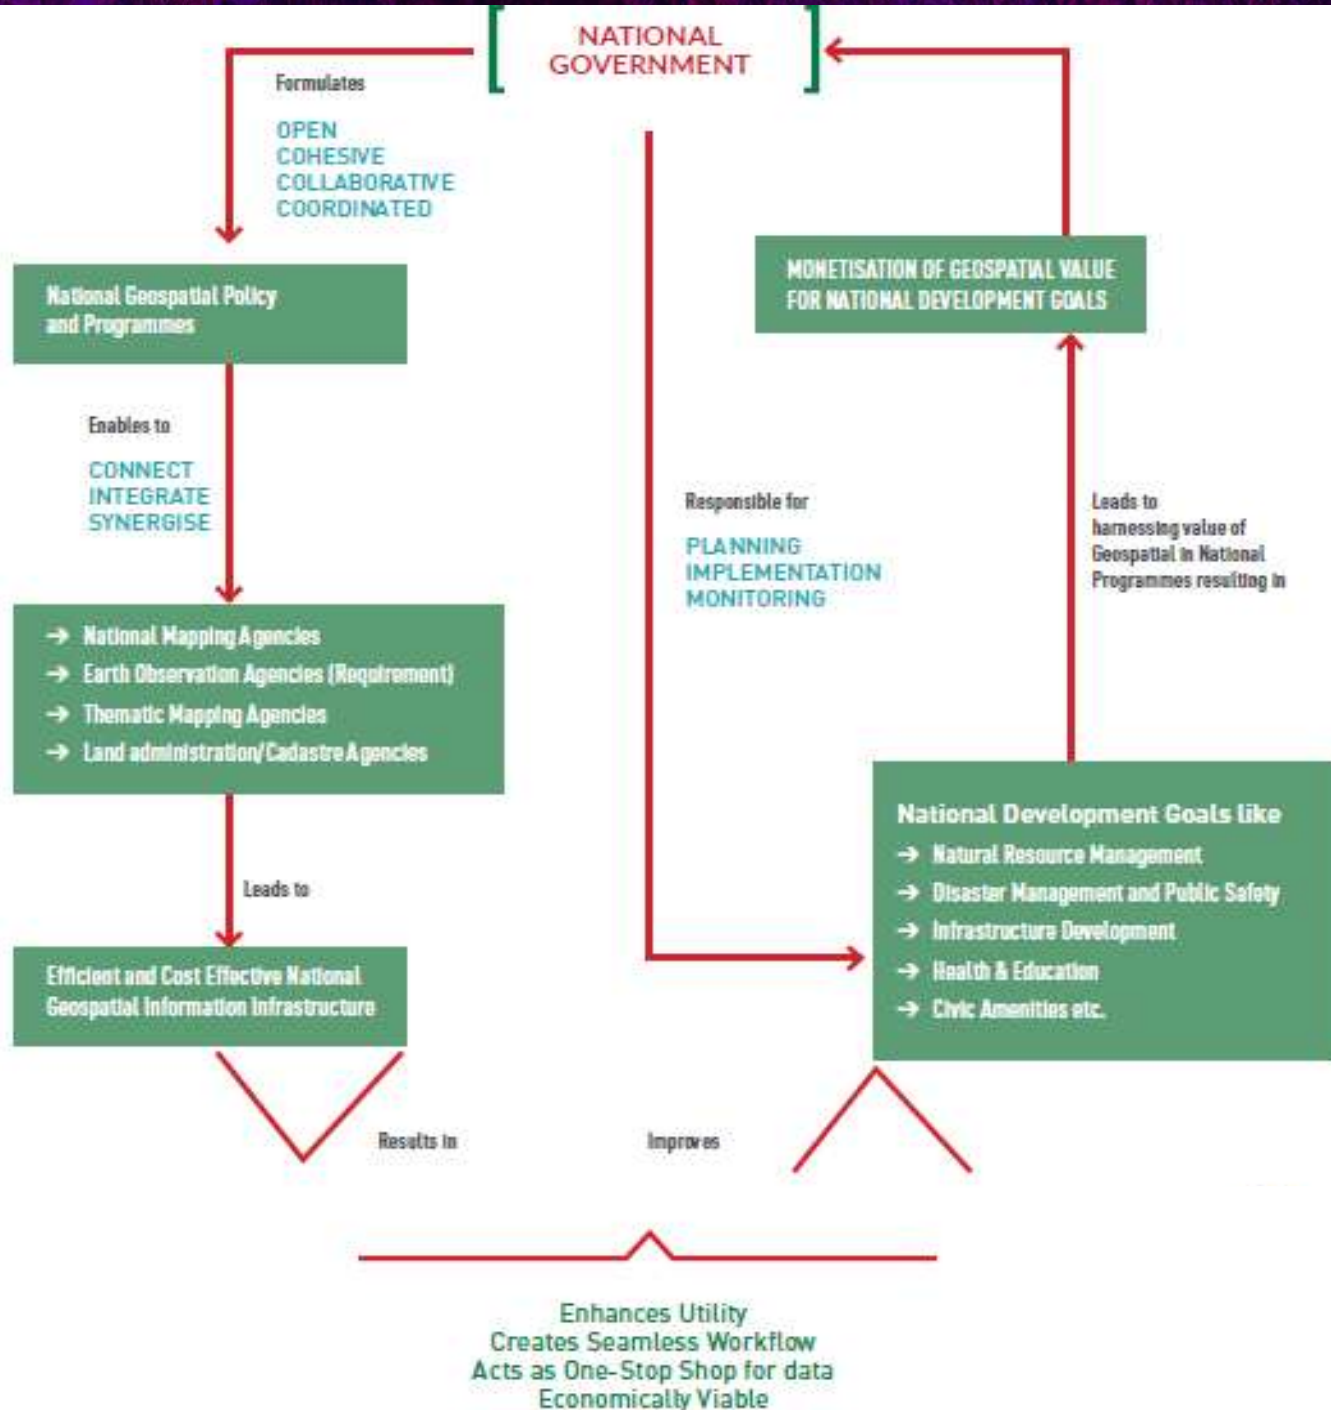 NATIONAL
GOVERNMENT
Formulates
OPEN
COHESIVE
COLLABORATIVE
COORDINATED
National Geospatial Policy
and Programmes
MONETISATION OF GEOSPATIAL VALUE
FOR NATIONAL DEVELOPMENT GOALS
Enables to
CONNECT
INTEGRATE
SYNERGISE
Responsible for
PLANNING
IMPLEMENTATION
MONITORING
Leads to
harnessing value of
Geospatial in National
Programmes resulting in
→ National Mapping Agencies
→ Earth Observation Agencies (Requirement)
→ Thematic Mapping Agencies
→ Land administration/Cadastre Agencies
Leads to
Efficient and Cost Effective National
Geospatial Information Infrastructure
National Development Goals like
→ Natural Resource Management
→ Disaster Management and Public Safety
→ Infrastructure Development
→ Health & Education
→ Civic Amenities etc.
Results in
Improves
Enhances Utility
Creates Seamless Workflow
Acts as One-Stop Shop for data
Economically Viable